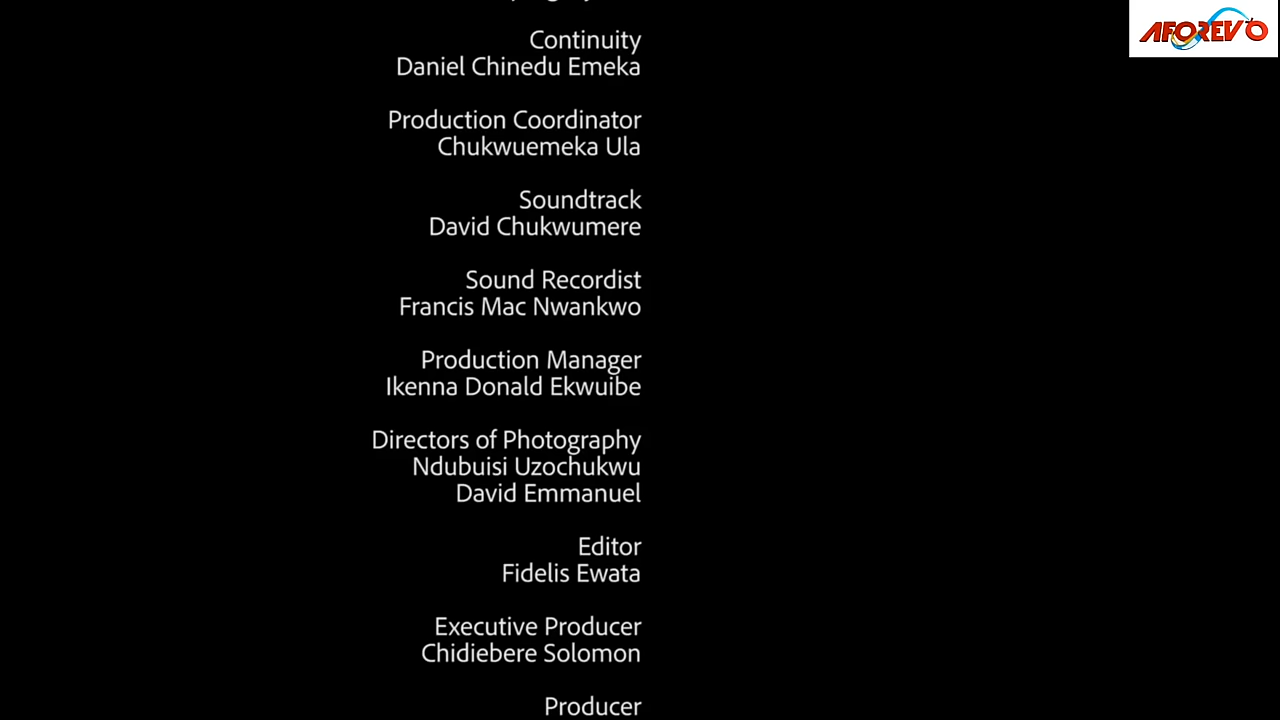 AFOREVO
Continuity
Daniel Chinedu Emeka
Production Coordinator
Chukwuemeka Ula
Soundtrack
David Chukwumere
Sound Recordist
Francis Mac Nwankwo
Production Manager
Ikenna Donald Ekwuibe
Directors of Photography
Ndubuisi Uzochukwu
David Emmanuel
Editor
Fidelis Ewata
Executive Producer
Chidiebere Solomon
Producer